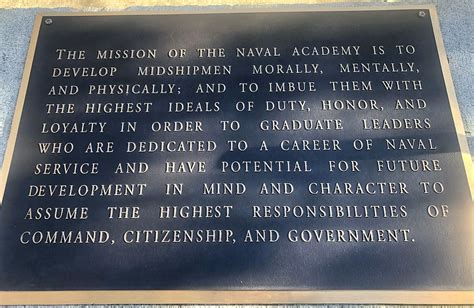 THE MISSION OF THE NAVAL ACADEMY IS TO
DEVELOP MIDSHIPMEN MORALLY, MENTALLY,
AND PHYSICALLY; AND TO IMBUE THEM WITH
THE HIGHEST IDEALS OF DUTY, HONOR, AND
LOYALTY IN ORDER TO GRADUATE LEADERS
WHO ARE DEDICATED TO A CAREER OF NAVAL
SERVICE AND HAVE POTENTIAL FOR FUTURE
DEVELOPMENT IN MIND AND CHARACTER TO
ASSUME THE HIGHEST RESPONSIBILITIES OF
COMMAND, CITIZENSHIP, AND GOVERNMENT.